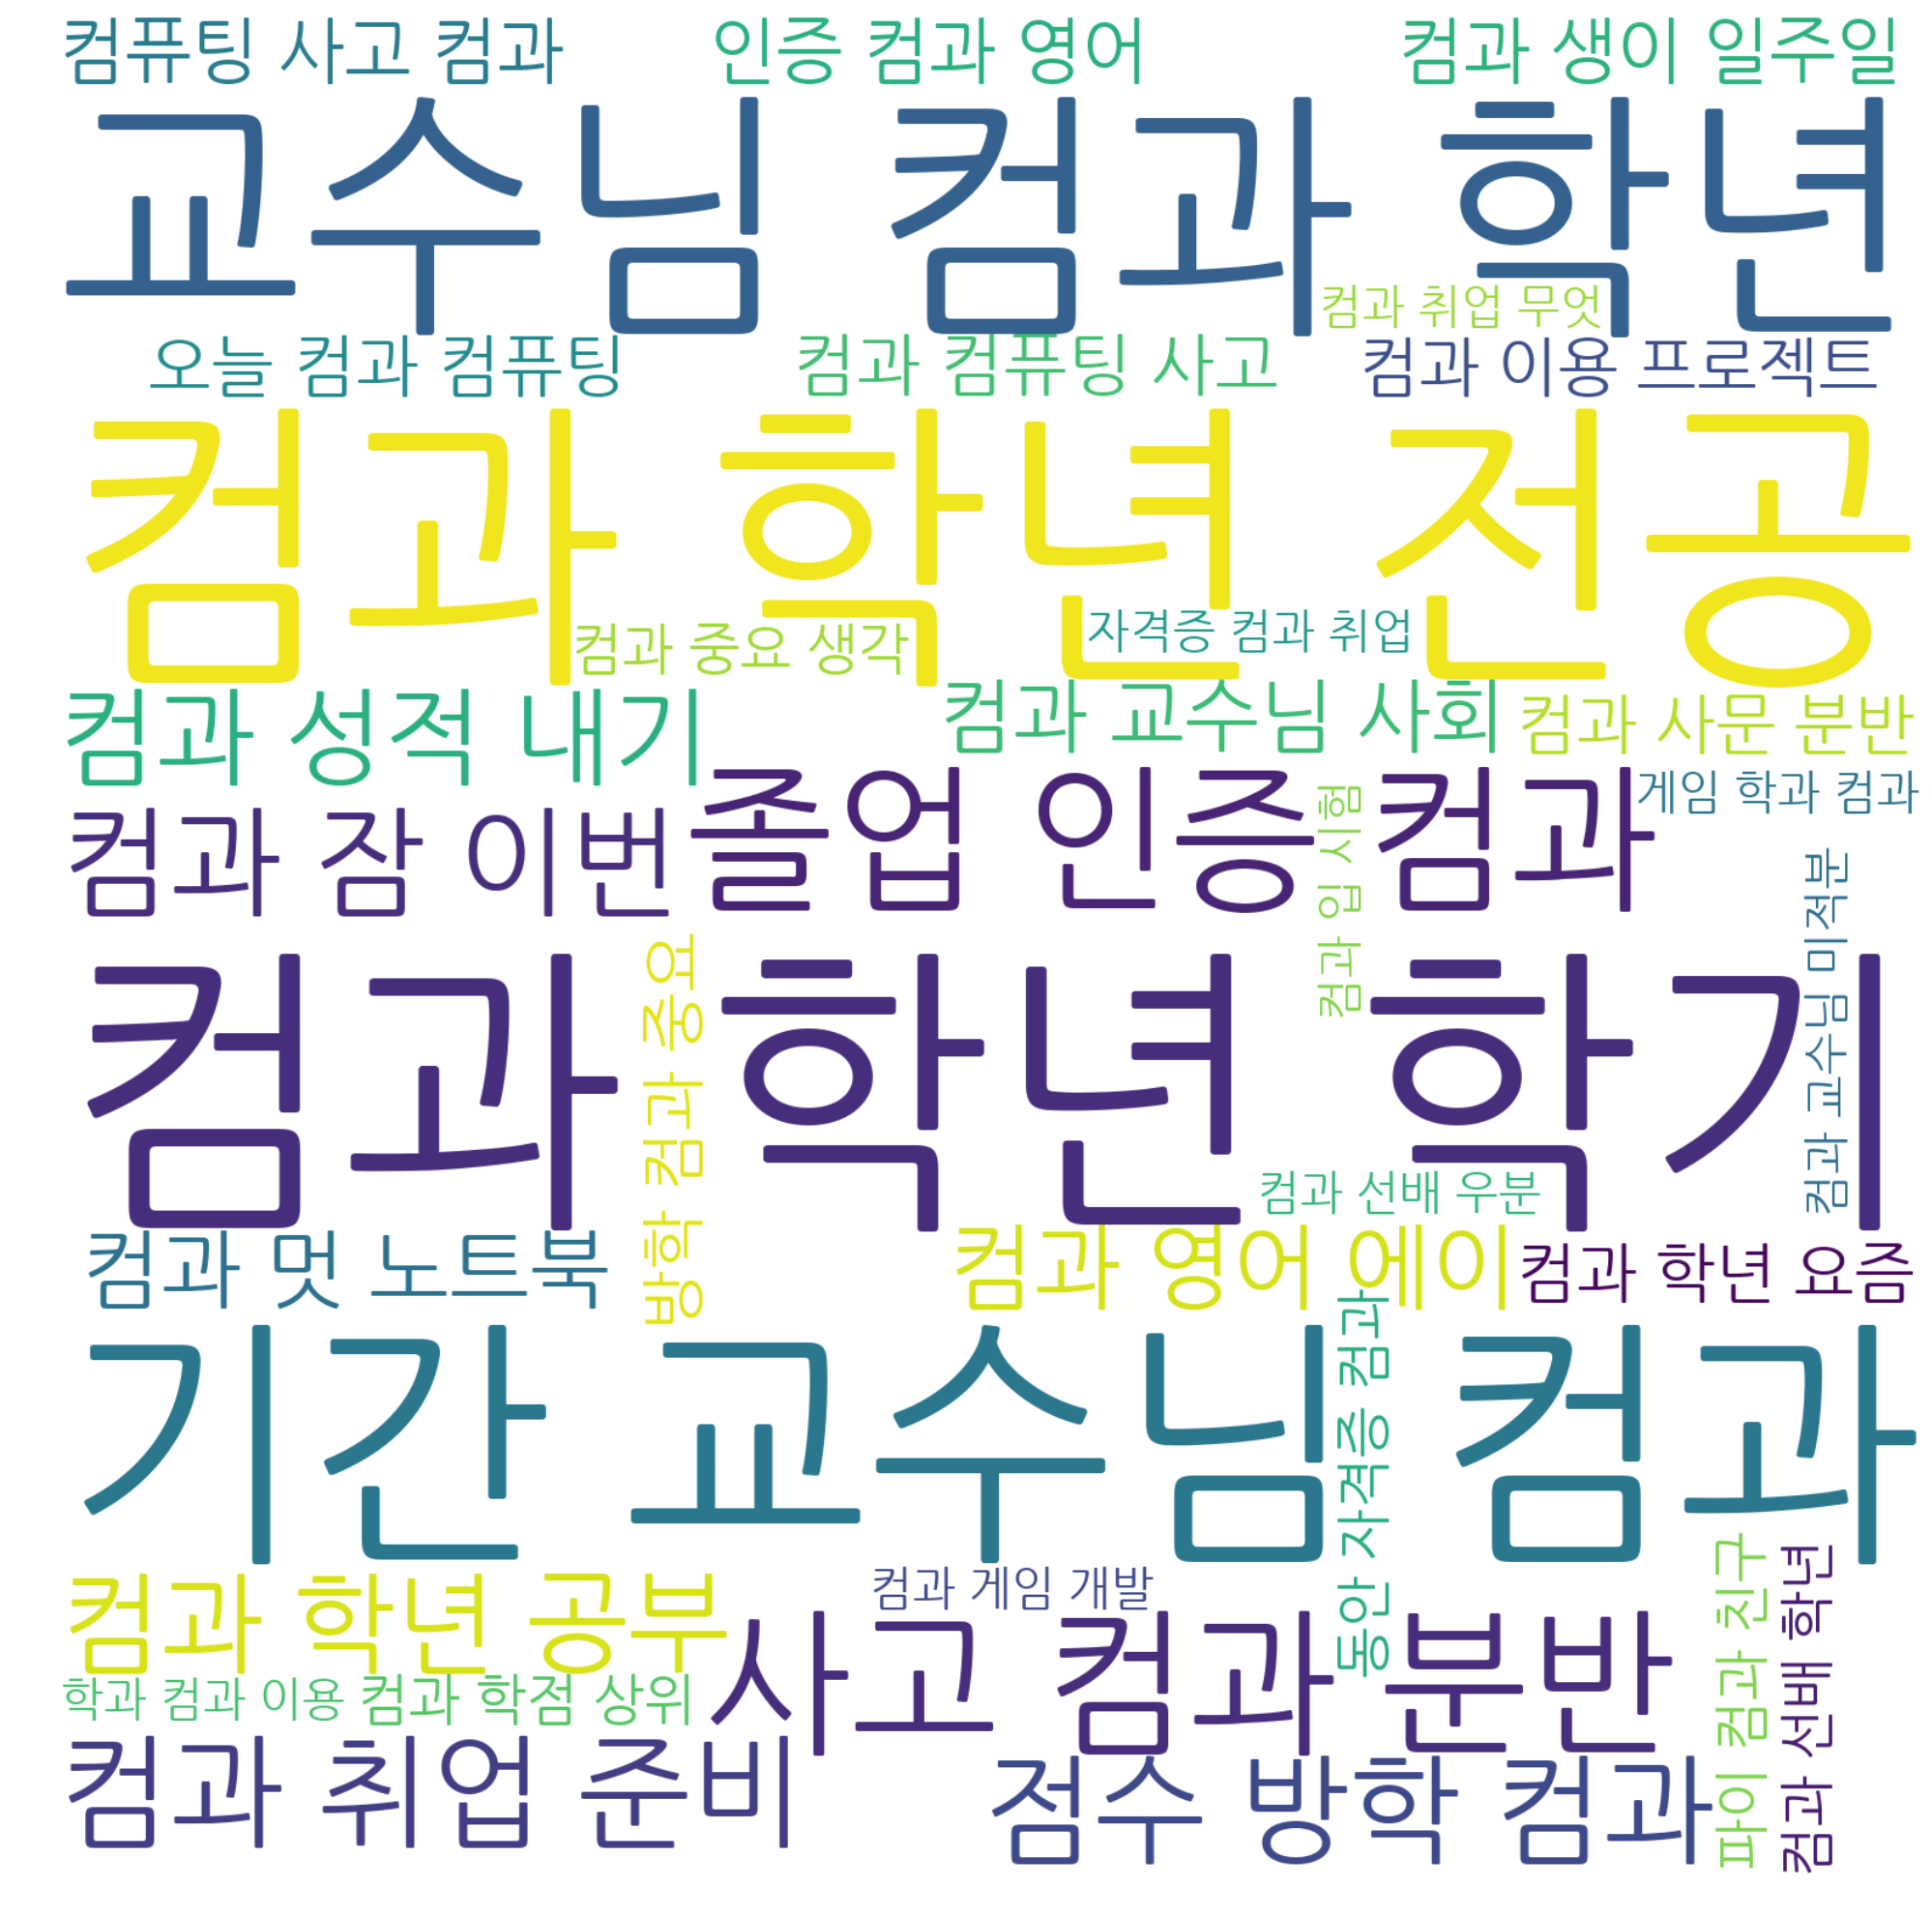 컴퓨팅 사고 컴과
인증 컴과 영어
컴과 생이 일주일
교수님 컴과 학년
컴과 취업 무엇
오늘 컴과 컴퓨팅
컴과 컴퓨팅 사고
컴과 이용 프로젝트
컴과 학년 전공
컴과 중요 생각
자격증 컴과 취업
컴과 성적 내기
컴과 교수님 사회
컴과 사문 분반
컴과 잠 이번
졸업 인증 컴과
게임 학과 컴과
컴과 업 시험
컴과 교수님 미적분
컴과 학년 학기
방학 컴과 중요
컴과 선배 우분
컴과 멋 노트북
컴과 영어 에이
컴과 학년 요즘
기간 교수님 컴과
동안 자격증 컴과
컴과 학년 공부
컴과 게임 개발
사고 컴과 분반
파이 컴과 친구
컴과 선배 학년
학과 컴과 이용
컴과 학점 상위
컴과 취업 준비
점수 방학 컴과